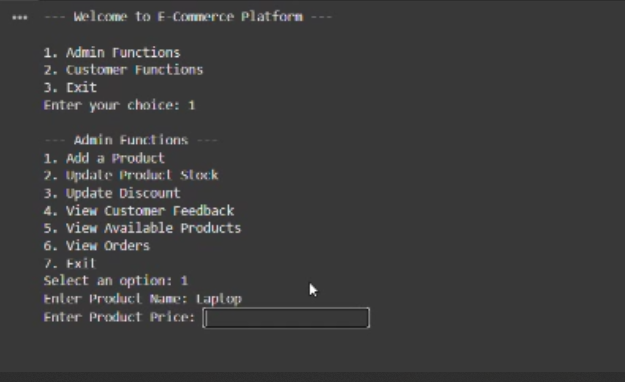 --- Welcome to E-Commerce Platform ---
1. Admin Functions
2. Customer Functions
3. Exit
Enter your choice: 1
--- Admin Functions ---
1. Add a Product
2. Update Product Stock
3. Update Discount
4. View Customer Feedback
5. View Available Products
6. View Orders
7. Exit
Select an option: 1
Enter Product Name: Laptop
Enter Product Price: